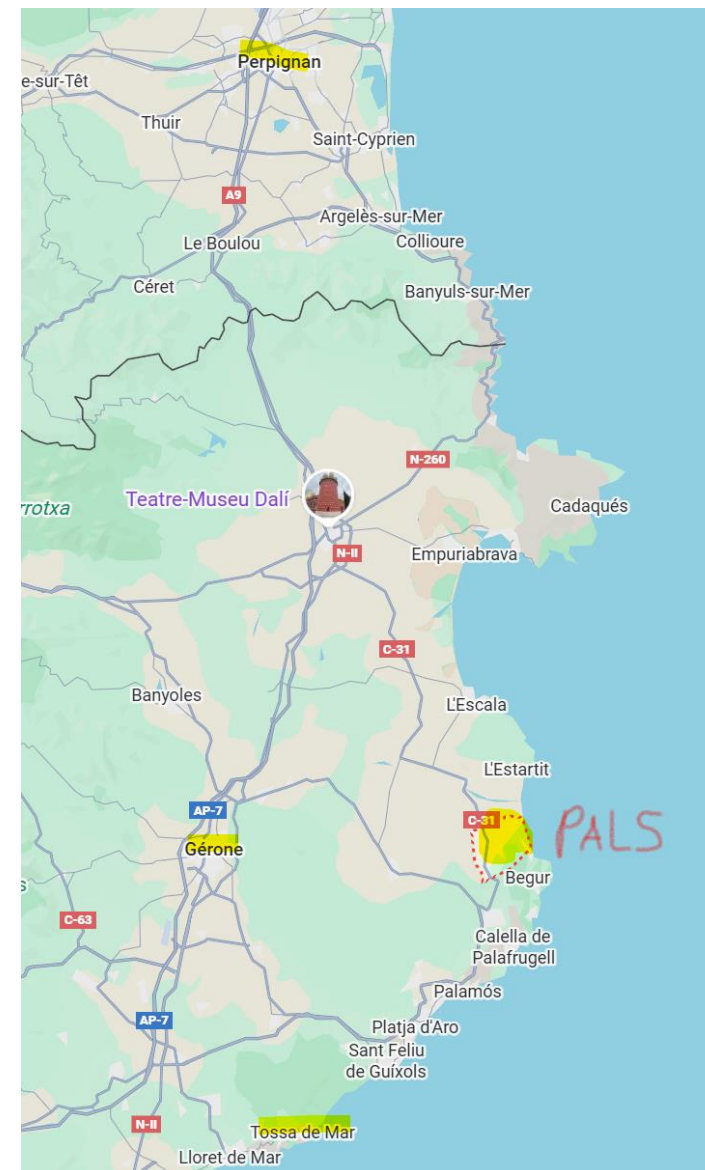 Perpignan
e-sur-Têt
Thuir
Saint-Cyprien
A9
Argelès-sur-Mer
Le Boulou
Collioure
Céret
Banyuls-sur-Mer
N-260
Teatre-Museu Dalí
rrotxa
Cadaqués
N-II
Empuriabrava
C-31
Banyoles
L'Escala
L'Estartit
AP-7
C-31
PALS
Gérone
Begur
s
C-63
Calella de
Palafrugell
Palamós
AP-7
Platja d'Aro
Sant Feliu
de Guíxols
N-II
Tossa de Mar
Lloret de Mar